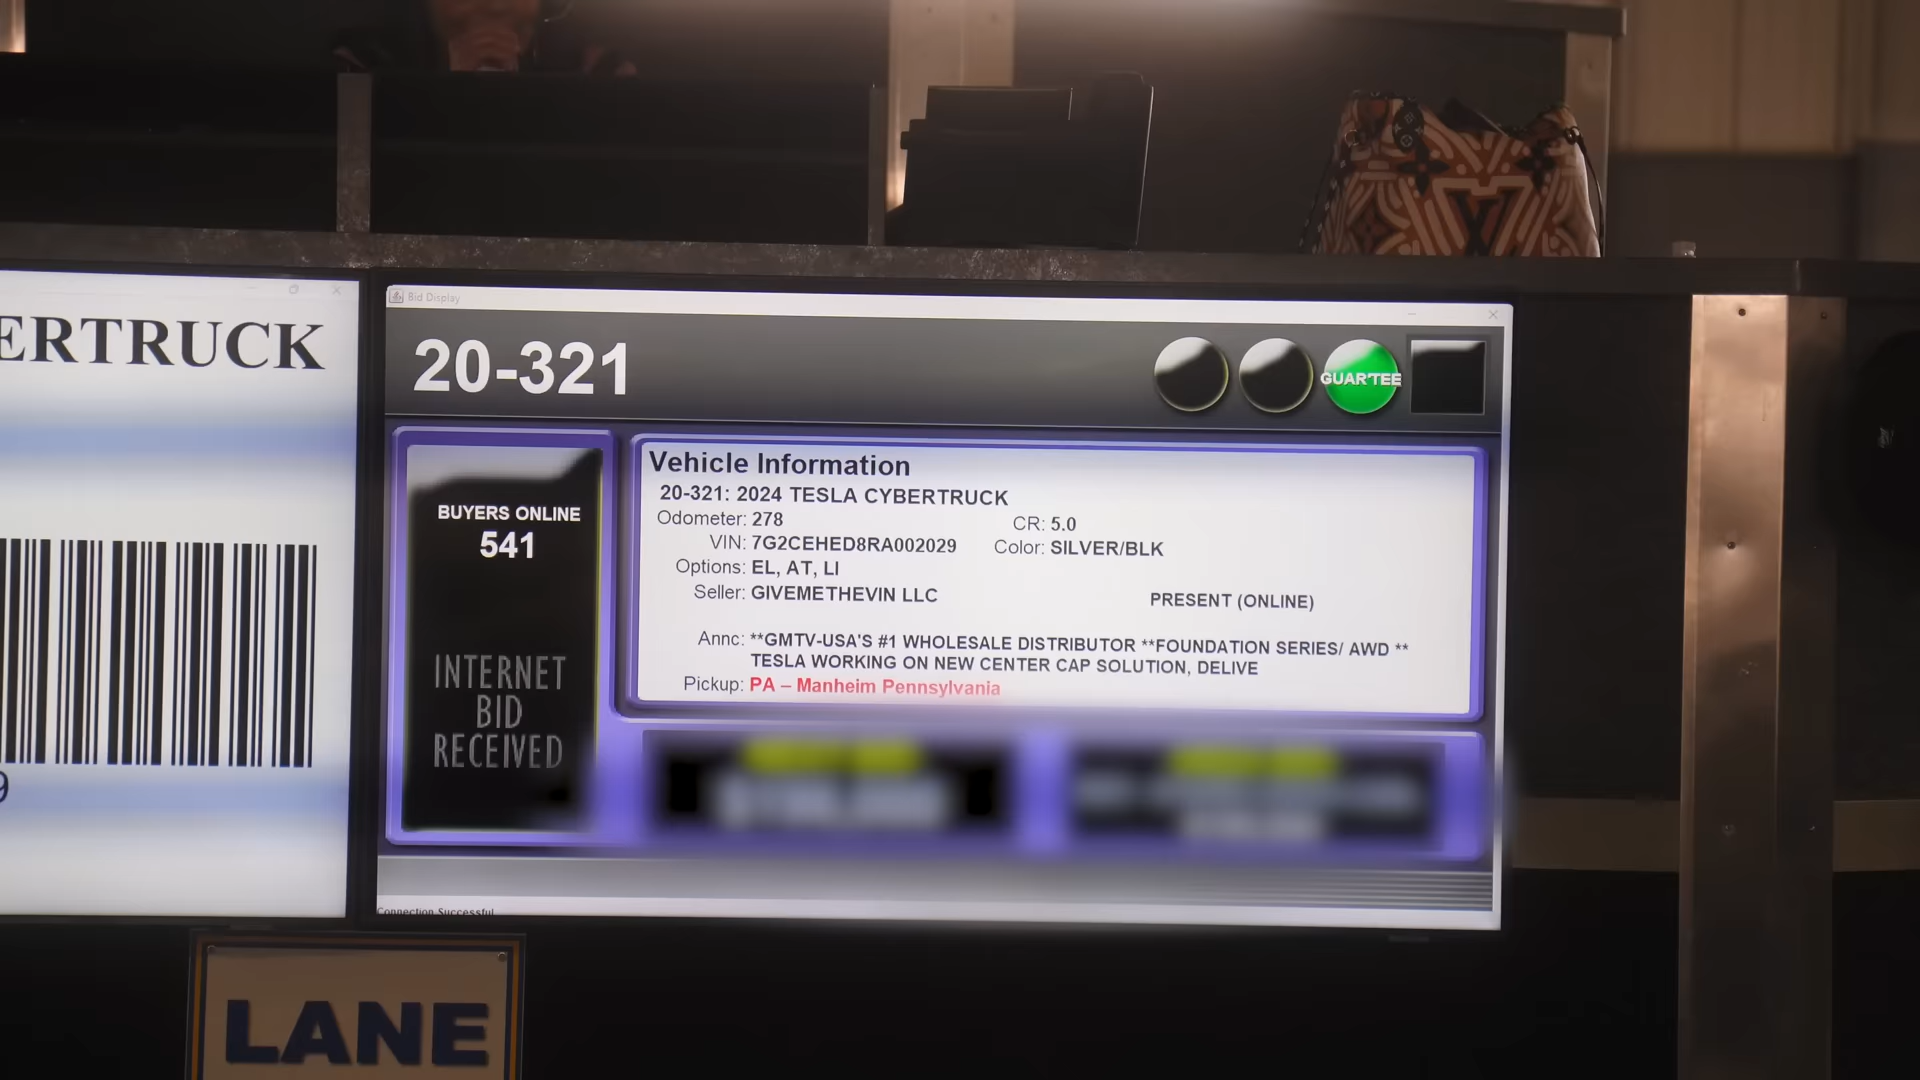 ERTRUCK
9
Bid Display
20-321
GUAR'TEE
BUYERS ONLINE
541
INTERNET
BID
RECEIVED
Vehicle Information
20-321: 2024 TESLA CYBERTRUCK
Odometer: 278 CR: 5.0
VIN: 7G2CEHED8RA002029 Color: SILVER/BLK
Options: EL, AT, LI
Seller: GIVEMETHEVIN LLC PRESENT (ONLINE)
Annc: **GMTV-USA'S #1 WHOLESALE DISTRIBUTOR **FOUNDATION SERIES/ AWD **
TESLA WORKING ON NEW CENTER CAP SOLUTION, DELIVE
Pickup: PA – Manheim Pennsylvania
Connection Successful
LANE